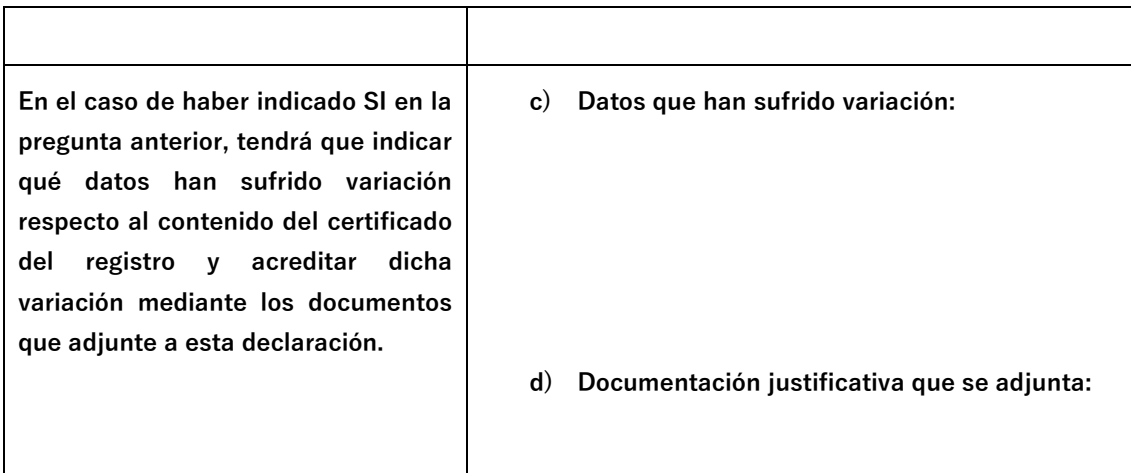 En el caso de haber indicado SI en la
pregunta anterior, tendrá que indicar
qué datos han sufrido variación
respecto al contenido del certificado
del registro y acreditar dicha
variación mediante los documentos
que adjunte a esta declaración.
c) Datos que han sufrido variación:
d) Documentación justificativa que se adjunta: